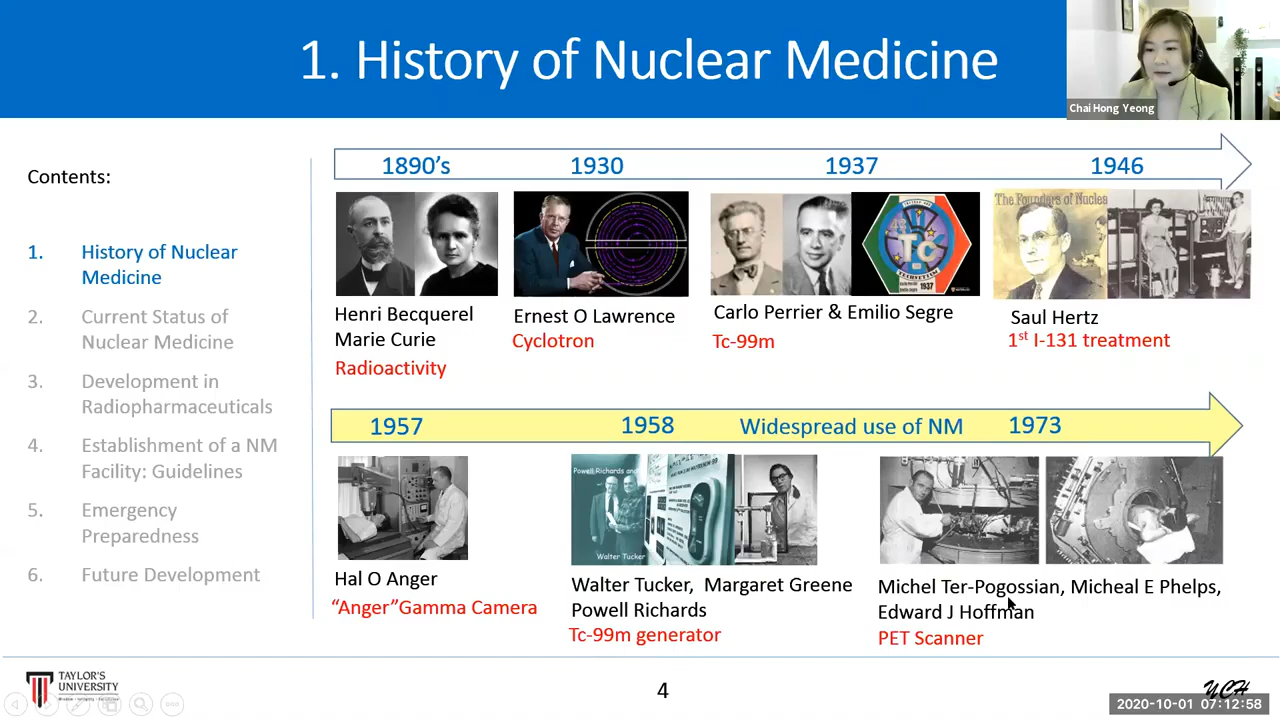 1. History of Nuclear Medicine
Chai Hong Yeong
Contents:
1. History of Nuclear
Medicine
2. Current Status of
Nuclear Medicine
3. Development in
Radiopharmaceuticals
4. Establishment of a NM
Facility: Guidelines
5. Emergency
Preparedness
6. Future Development
1890's 1930 1937 1946
The Founders of Nuclea
TC
TECHNETIUM
1937
Henri Becquerel
Marie Curie
Radioactivity
Ernest O Lawrence
Cyclotron
Carlo Perrier & Emilio Segre
Tc-99m
Saul Hertz
1st I-131 treatment
1957 1958 Widespread use of NM 1973
Powell Richards and
Walter Tucker
Hal O Anger
“Anger”Gamma Camera
Walter Tucker, Margaret Greene
Powell Richards
Tc-99m generator
Michel Ter-Pogossian, Micheal E Phelps,
Edward J Hoffman
PET Scanner
TAYLOR'S
UNIVERSITY
4
YCH
2020-10-01 07:12:58